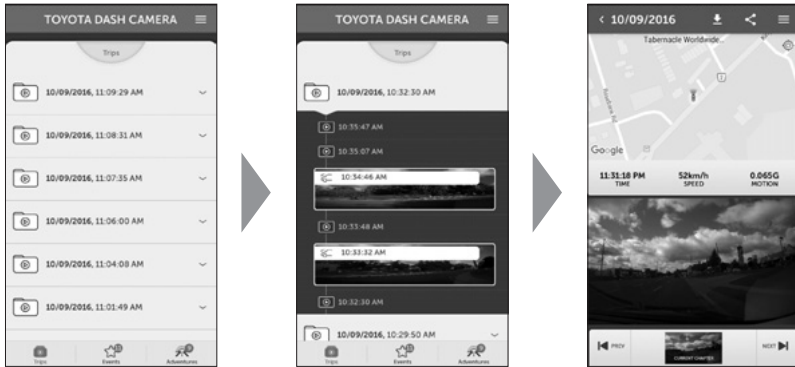 TOYOTA DASH CAMERA
Trips
10/09/2016, 11:09:29 AM
10/09/2016, 11:08:31 AM
10/09/2016, 11:07:35 AM
10/09/2016, 11:06:00 AM
10/09/2016, 11:04:08 AM
10/09/2016, 11:01:49 AM
Trips
Events
Adventures
TOYOTA DASH CAMERA
Trips
10/09/2016, 10:32:30 AM
10:35:47 AM
10:35:07 AM
10:34:46 AM
10:33:48 AM
10:33:32 AM
10:32:30 AM
10/09/2016, 10:29:50 AM
Trips
Events
Adventures
10/09/2016
Tabernacle Worldwide..
Google
11:31:18 PM
TIME
52km/h
SPEED
0.065G
MOTION
PREV
CURRENT CHAPTER
NEXT